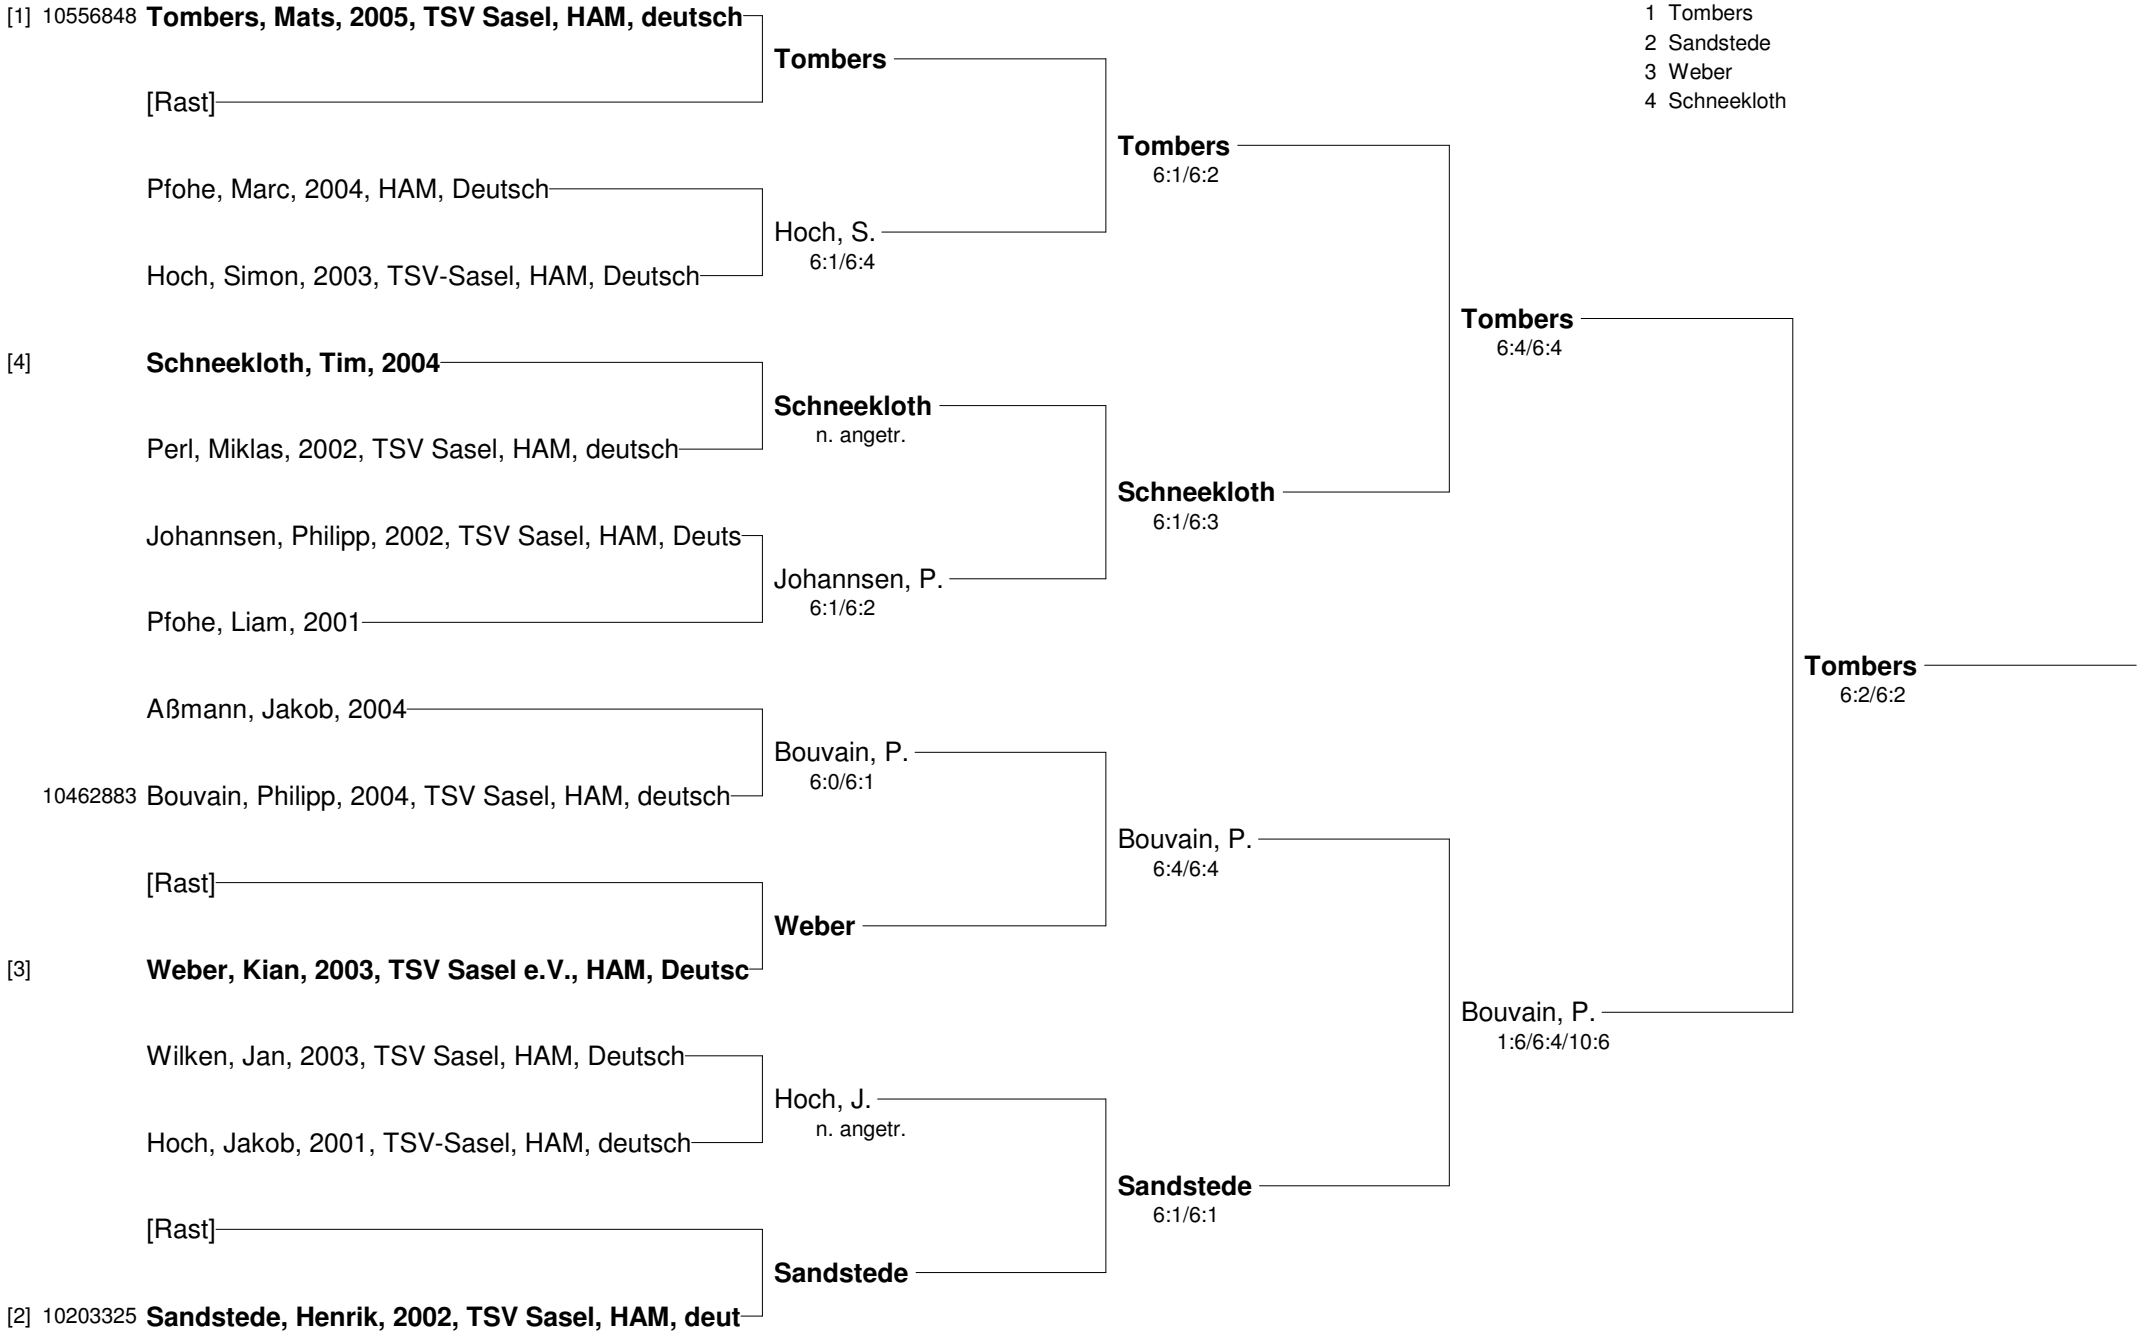 [1] 10556848 Tombers, Mats, 2005, TSV Sasel, HAM, deutsch
1 Tombers
2 Sandstede
3 Weber
4 Schneekloth
Tombers
[Rast]
Tombers
6:1/6:2
Pfohe, Marc, 2004, HAM, Deutsch
Hoch, S.
6:1/6:4
Hoch, Simon, 2003, TSV-Sasel, HAM, Deutsch
Tombers
6:4/6:4
[4] Schneekloth, Tim, 2004
Schneekloth
n. angetr.
Perl, Miklas, 2002, TSV Sasel, HAM, deutsch
Schneekloth
6:1/6:3
Johannsen, Philipp, 2002, TSV Sasel, HAM, Deuts
Johannsen, P.
6:1/6:2
Pfohe, Liam, 2001
Tombers
6:2/6:2
Aßmann, Jakob, 2004
Bouvain, P.
6:0/6:1
10462883 Bouvain, Philipp, 2004, TSV Sasel, HAM, deutsch
Bouvain, P.
6:4/6:4
[Rast]
Weber
[3] Weber, Kian, 2003, TSV Sasel e.V., HAM, Deutsc
Bouvain, P.
1:6/6:4/10:6
Wilken, Jan, 2003, TSV Sasel, HAM, Deutsch
Hoch, J.
n. angetr.
Hoch, Jakob, 2001, TSV-Sasel, HAM, deutsch
Sandstede
6:1/6:1
[Rast]
Sandstede
[2] 10203325 Sandstede, Henrik, 2002, TSV Sasel, HAM, deut